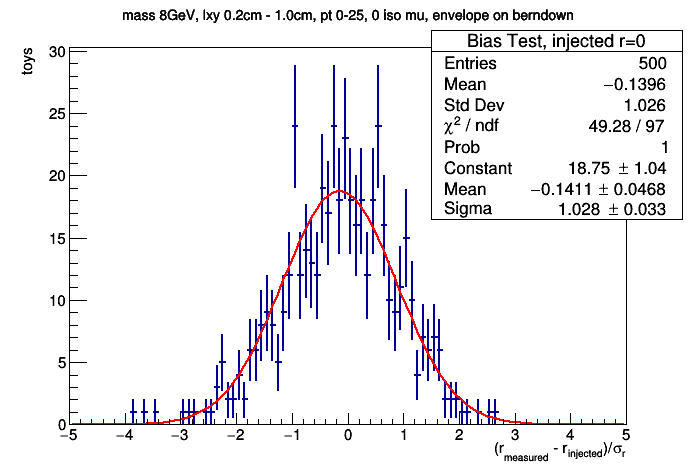 mass 8GeV, lxy 0.2cm - 1.0cm, pt 0-25, 0 iso mu, envelope on berndown
Bias Test, injected r=0
Entries 500
Mean −0.1396
Std Dev 1.026
χ² / ndf 49.28 / 97
Prob 1
Constant 18.75 ± 1.04
Mean −0.1411 ± 0.0468
Sigma 1.028 ± 0.033
toys
30
25
20
15
10
5
0
−5 −4 −3 −2 −1 0 1 2 3 4 5
(r_measured - r_injected)/σ_r